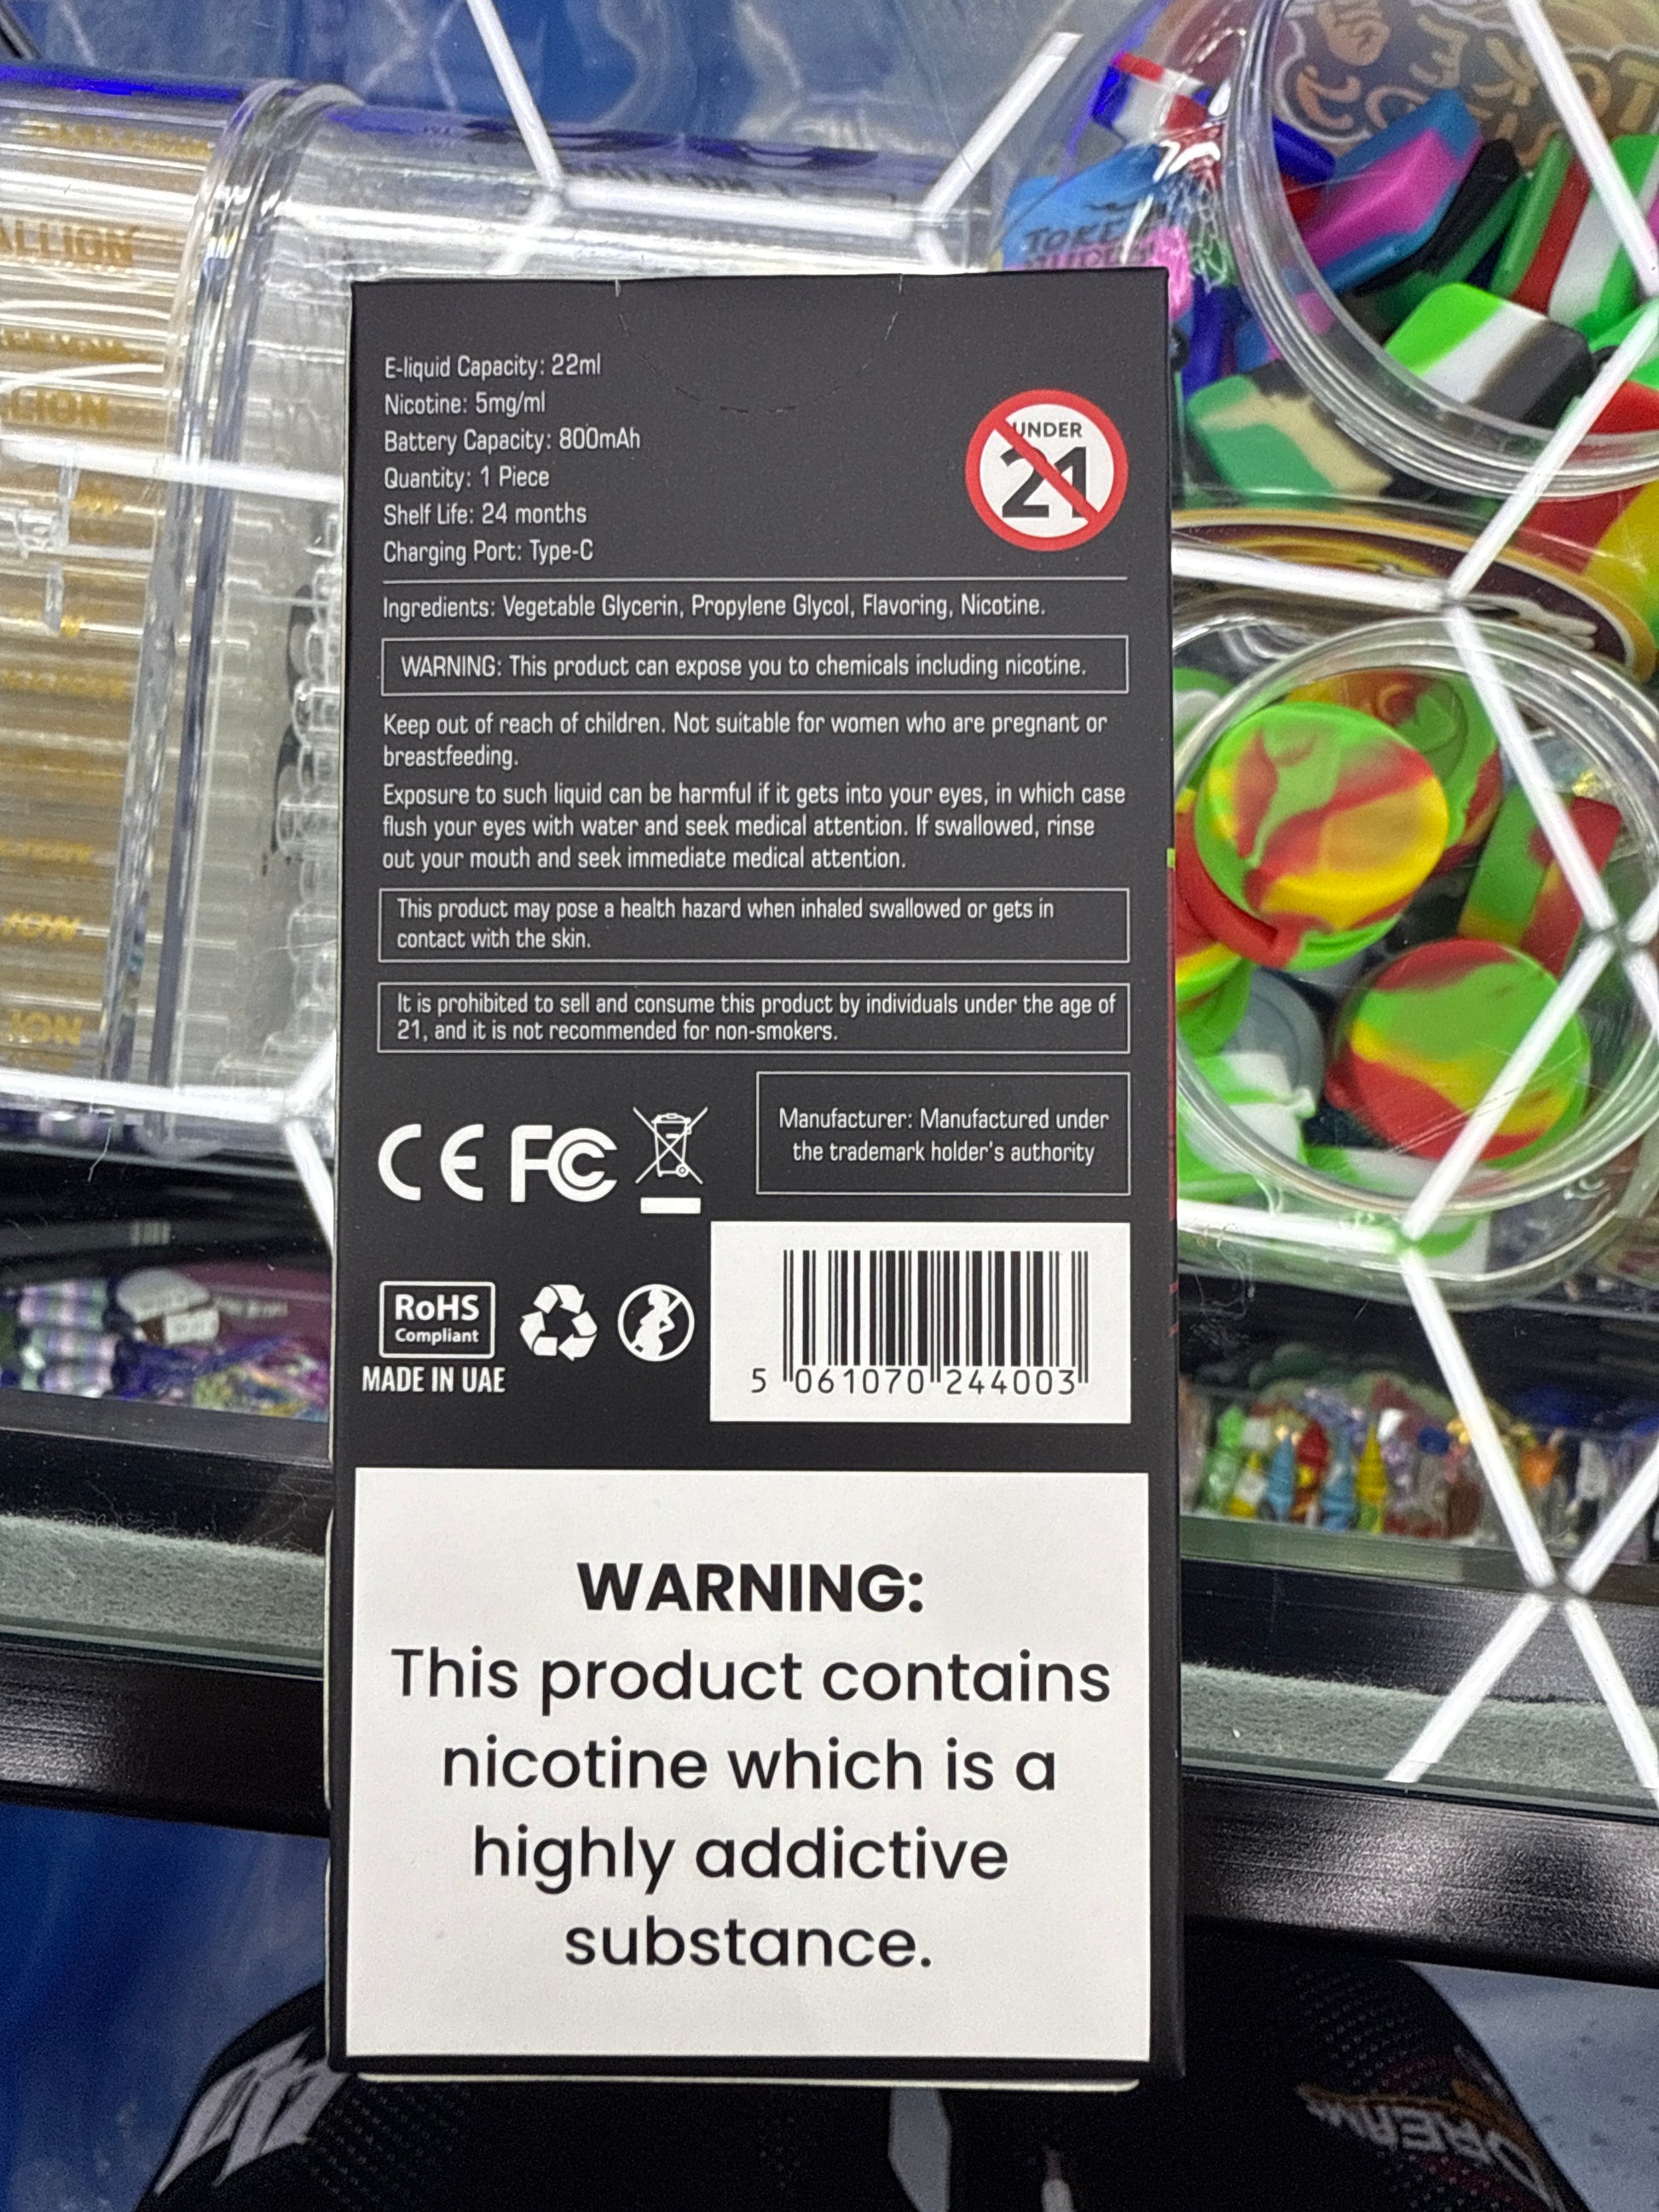 ALLION
LION
ION
ION
TOKE
E-liquid Capacity: 22ml
Nicotine: 5mg/ml
Battery Capacity: 800mAh
Quantity: 1 Piece
Shelf Life: 24 months
Charging Port: Type-C
UNDER
21
Ingredients: Vegetable Glycerin, Propylene Glycol, Flavoring, Nicotine.
WARNING: This product can expose you to chemicals including nicotine.
Keep out of reach of children. Not suitable for women who are pregnant or
breastfeeding.
Exposure to such liquid can be harmful if it gets into your eyes, in which case
flush your eyes with water and seek medical attention. If swallowed, rinse
out your mouth and seek immediate medical attention.
This product may pose a health hazard when inhaled swallowed or gets in
contact with the skin.
It is prohibited to sell and consume this product by individuals under the age of
21, and it is not recommended for non-smokers.
CE FC
Manufacturer: Manufactured under
the trademark holder's authority
RoHS
Compliant
MADE IN UAE
5 061070 244003
WARNING:
This product contains
nicotine which is a
highly addictive
substance.